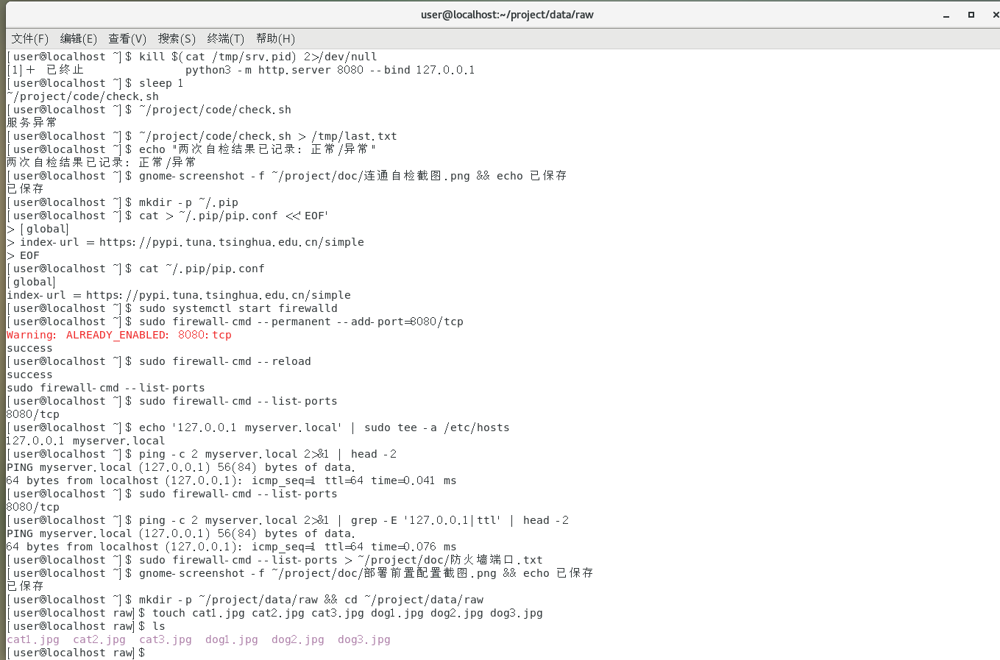 user@localhost:~/project/data/raw
文件(F) 编辑(E) 查看(V) 搜索(S) 终端(T) 帮助(H)
[user@localhost ~]$ kill $(cat /tmp/srv.pid) 2>/dev/null
[1]+  已终止               python3 -m http.server 8080 --bind 127.0.0.1
[user@localhost ~]$ sleep 1
~/project/code/check.sh
[user@localhost ~]$ ~/project/code/check.sh
服务异常
[user@localhost ~]$ ~/project/code/check.sh > /tmp/last.txt
[user@localhost ~]$ echo "两次自检结果已记录: 正常/异常"
两次自检结果已记录: 正常/异常
[user@localhost ~]$ gnome-screenshot -f ~/project/doc/连通自检截图.png && echo 已保存
已保存
[user@localhost ~]$ mkdir -p ~/.pip
[user@localhost ~]$ cat > ~/.pip/pip.conf <<'EOF'
> [global]
> index-url = https://pypi.tuna.tsinghua.edu.cn/simple
> EOF
[user@localhost ~]$ cat ~/.pip/pip.conf
[global]
index-url = https://pypi.tuna.tsinghua.edu.cn/simple
[user@localhost ~]$ sudo systemctl start firewalld
[user@localhost ~]$ sudo firewall-cmd --permanent --add-port=8080/tcp
Warning: ALREADY_ENABLED: 8080:tcp
success
[user@localhost ~]$ sudo firewall-cmd --reload
success
sudo firewall-cmd --list-ports
[user@localhost ~]$ sudo firewall-cmd --list-ports
8080/tcp
[user@localhost ~]$ echo '127.0.0.1 myserver.local' | sudo tee -a /etc/hosts
127.0.0.1 myserver.local
[user@localhost ~]$ ping -c 2 myserver.local 2>&1 | head -2
PING myserver.local (127.0.0.1) 56(84) bytes of data.
64 bytes from localhost (127.0.0.1): icmp_seq=1 ttl=64 time=0.041 ms
[user@localhost ~]$ sudo firewall-cmd --list-ports
8080/tcp
[user@localhost ~]$ ping -c 2 myserver.local 2>&1 | grep -E '127.0.0.1|ttl' | head -2
PING myserver.local (127.0.0.1) 56(84) bytes of data.
64 bytes from localhost (127.0.0.1): icmp_seq=1 ttl=64 time=0.076 ms
[user@localhost ~]$ sudo firewall-cmd --list-ports > ~/project/doc/防火墙端口.txt
[user@localhost ~]$ gnome-screenshot -f ~/project/doc/部署前置配置截图.png && echo 已保存
已保存
[user@localhost ~]$ mkdir -p ~/project/data/raw && cd ~/project/data/raw
[user@localhost raw]$ touch cat1.jpg cat2.jpg cat3.jpg dog1.jpg dog2.jpg dog3.jpg
[user@localhost raw]$ ls
cat1.jpg  cat2.jpg  cat3.jpg  dog1.jpg  dog2.jpg  dog3.jpg
[user@localhost raw]$